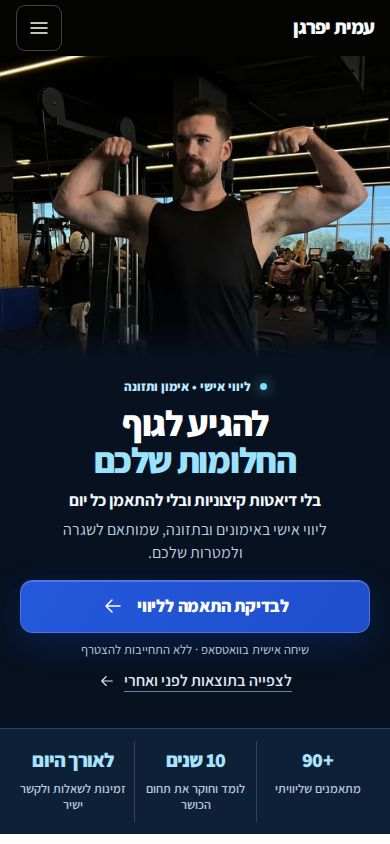 עמית יפרגן
ליווי אישי • אימון ותזונה
להגיע לגוף
החלומות שלכם
בלי דיאטות קיצוניות ובלי להתאמן כל יום
ליווי אישי באימונים ובתזונה, שמותאם לשגרה
ולמטרות שלכם.
לבדיקת התאמה לליווי ←
שיחה אישית בוואטסאפ · ללא התחייבות להצטרף
לצפייה בתוצאות לפני ואחרי ←
90+
מתאמנים שליוויתי
10 שנים
לומד וחוקר את תחום
הכושר
לאורך היום
זמינות לשאלות ולקשר
ישיר